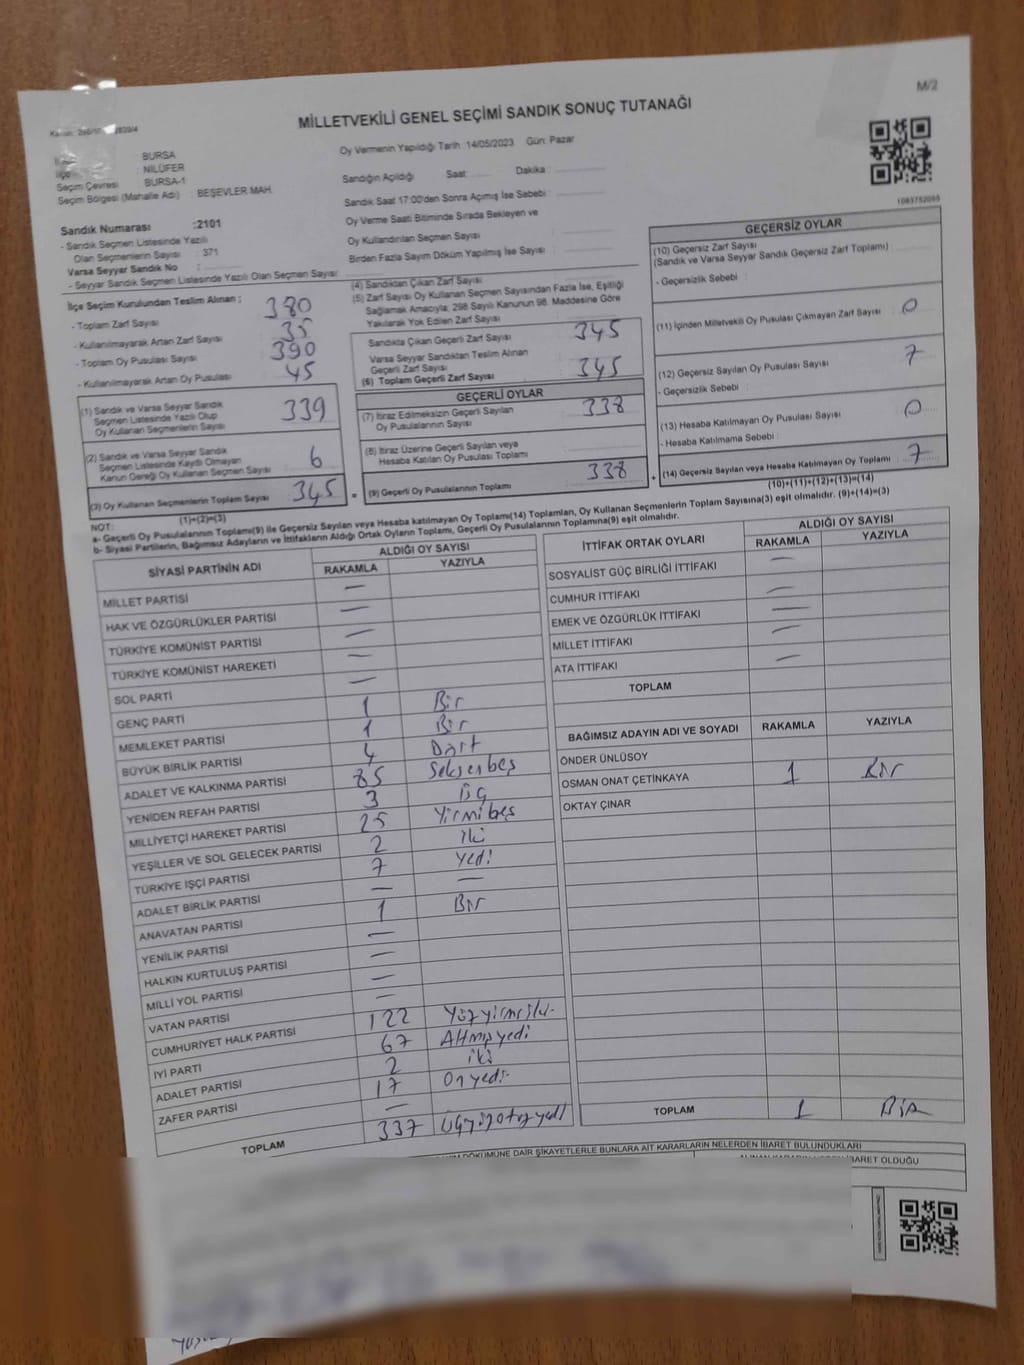 M/2
MİLLETVEKİLİ GENEL SEÇİMİ SANDIK SONUÇ TUTANAĞI
BURSA
NİLÜFER
Seçim Çevresi BURSA-1
Seçim Bölgesi (Mahalle Adı) : BEŞEVLER MAH.
Sandık Numarası :2101
- Sandık Seçmen Listesinde Yazılı
Olan Seçmenlerin Sayısı : 371
Varsa Seyyar Sandık No :
- Seyyar Sandık Seçmen Listesinde Yazılı Olan Seçmen Sayısı :
Oy Vermenin Yapıldığı Tarih :14/05/2023 Gün: Pazar
Sandığın Açıldığı Saat: Dakika :
Sandık Saat 17:00'den Sonra Açımış İse Sebebi :
Oy Verme Saati Bitiminde Sırada Bekleyen ve
Oy Kullandırılan Seçmen Sayısı :
Birden Fazla Sayım Döküm Yapılmış İse Sayısı :
1083752095
İlçe Seçim Kurulundan Teslim Alınan :
- Toplam Zarf Sayısı 380
- Kullanılmayarak Artan Zarf Sayısı 35
- Toplam Oy Pusulası Sayısı 390
- Kullanılmayarak Artan Oy Pusulası 45
(1) Sandık ve Varsa Seyyar Sandık
Seçmen Listesinde Yazılı Olup
Oy Kullanan Seçmenlerin Sayısı 339
(2) Sandık ve Varsa Seyyar Sandık
Seçmen Listesinde Kaydı Olmayan
Kanun Gereği Oy Kullanan Seçmen Sayısı 6
(3) Oy Kullanan Seçmenlerin Toplam Sayısı 345
(1)+(2)=(3)
(4) Sandıktan Çıkan Zarf Sayısı
(5) Zarf Sayısı Oy Kullanan Seçmen Sayısından Fazla İse, Eşitliği
Sağlamak Amacıyla; 298 Sayılı Kanunun 98. Maddesine Göre
Yakılarak Yok Edilen Zarf Sayısı
Sandıkta Çıkan Geçerli Zarf Sayısı 345
Varsa Seyyar Sandıktan Teslim Alınan
Geçerli Zarf Sayısı
(6) Toplam Geçerli Zarf Sayısı 345
GEÇERLİ OYLAR
(7) İtiraz Edilmeksizin Geçerli Sayılan
Oy Pusulalarının Sayısı 338
(8) İtiraz Üzerine Geçerli Sayılan veya
Hesaba Katılan Oy Pusulası Toplamı
= (9) Geçerli Oy Pusulalarının Toplamı 338 +
GEÇERSİZ OYLAR
(10) Geçersiz Zarf Sayısı
(Sandık ve Varsa Seyyar Sandık Geçersiz Zarf Toplamı) :
- Geçersizlik Sebebi :
(11) İçinden Milletvekili Oy Pusulası Çıkmayan Zarf Sayısı : 0
(12) Geçersiz Sayılan Oy Pusulası Sayısı : 7
- Geçersizlik Sebebi :
(13) Hesaba Katılmayan Oy Pusulası Sayısı : 0
- Hesaba Katılmama Sebebi :
(14) Geçersiz Sayılan veya Hesaba Katılmayan Oy Toplamı : 7
(10)+(11)+(12)+(13)=(14)
NOT:
a- Geçerli Oy Pusulalarının Toplamı(9) ile Geçersiz Sayılan veya Hesaba katılmayan Oy Toplamı(14) Toplamları, Oy Kullanan Seçmenlerin Toplam Sayısına(3) eşit olmalıdır. (9)+(14)=(3)
b- Siyasi Partilerin, Bağımsız Adayların ve İttifakların Aldığı Ortak Oyların Toplamı, Geçerli Oy Pusulalarının Toplamına(9) eşit olmalıdır.
SİYASİ PARTİNİN ADI ALDIĞI OY SAYISI
RAKAMLA YAZIYLA
MİLLET PARTİSİ —
HAK VE ÖZGÜRLÜKLER PARTİSİ —
TÜRKİYE KOMÜNİST PARTİSİ —
TÜRKİYE KOMÜNİST HAREKETİ —
SOL PARTİ —
GENÇ PARTİ 1 Bir
MEMLEKET PARTİSİ 1 Bir
BÜYÜK BİRLİK PARTİSİ 4 Dört
ADALET VE KALKINMA PARTİSİ 85 Seksenbeş
YENİDEN REFAH PARTİSİ 3 üç
MİLLİYETÇİ HAREKET PARTİSİ 25 Yirmibeş
YEŞİLLER VE SOL GELECEK PARTİSİ 2 iki
TÜRKİYE İŞÇİ PARTİSİ 7 yedi
ADALET BİRLİK PARTİSİ — —
ANAVATAN PARTİSİ 1 Bir
YENİLİK PARTİSİ —
HALKIN KURTULUŞ PARTİSİ —
MİLLİ YOL PARTİSİ —
VATAN PARTİSİ —
CUMHURİYET HALK PARTİSİ 122 Yüzyirmiiki
İYİ PARTİ 67 Altmışyedi
ADALET PARTİSİ 2 iki
ZAFER PARTİSİ 17 Onyedi
—
TOPLAM 337 Üçyüzotuzyedi
İTTİFAK ORTAK OYLARI ALDIĞI OY SAYISI
RAKAMLA YAZIYLA
SOSYALİST GÜÇ BİRLİĞİ İTTİFAKI —
CUMHUR İTTİFAKI —
EMEK VE ÖZGÜRLÜK İTTİFAKI —
MİLLET İTTİFAKI —
ATA İTTİFAKI —
TOPLAM
BAĞIMSIZ ADAYIN ADI VE SOYADI RAKAMLA YAZIYLA
ÖNDER ÜNLÜSOY
OSMAN ONAT ÇETİNKAYA 1 Bir
OKTAY ÇINAR
TOPLAM 1 Bir
DÖKÜMÜNE DAİR ŞİKAYETLERLE BUNLARA AİT KARARLARIN NELERDEN İBARET BULUNDUKLARI
İBARET OLDUĞU